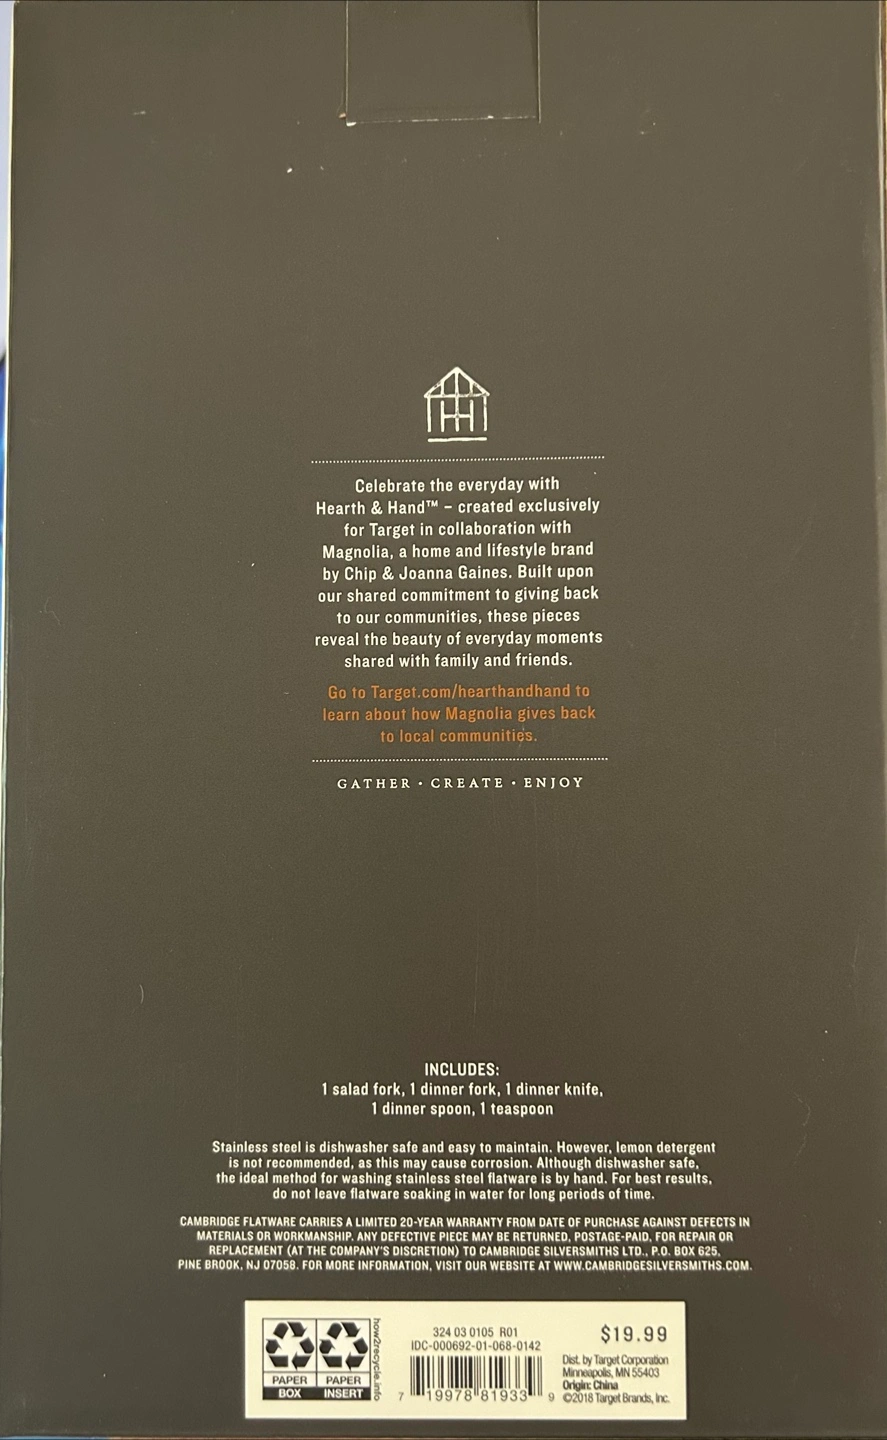 HH
Celebrate the everyday with
Hearth & Hand™ – created exclusively
for Target in collaboration with
Magnolia, a home and lifestyle brand
by Chip & Joanna Gaines. Built upon
our shared commitment to giving back
to our communities, these pieces
reveal the beauty of everyday moments
shared with family and friends.
Go to Target.com/hearthandhand to
learn about how Magnolia gives back
to local communities.
GATHER · CREATE · ENJOY
INCLUDES:
1 salad fork, 1 dinner fork, 1 dinner knife,
1 dinner spoon, 1 teaspoon
Stainless steel is dishwasher safe and easy to maintain. However, lemon detergent
is not recommended, as this may cause corrosion. Although dishwasher safe,
the ideal method for washing stainless steel flatware is by hand. For best results,
do not leave flatware soaking in water for long periods of time.
CAMBRIDGE FLATWARE CARRIES A LIMITED 20-YEAR WARRANTY FROM DATE OF PURCHASE AGAINST DEFECTS IN
MATERIALS OR WORKMANSHIP. ANY DEFECTIVE PIECE MAY BE RETURNED, POSTAGE-PAID, FOR REPAIR OR
REPLACEMENT (AT THE COMPANY'S DISCRETION) TO CAMBRIDGE SILVERSMITHS LTD., P.O. BOX 625,
PINE BROOK, NJ 07058. FOR MORE INFORMATION, VISIT OUR WEBSITE AT WWW.CAMBRIDGESILVERSMITHS.COM.
PAPER
BOX
PAPER
INSERT
how2recycle.info
324 03 0105 R01
IDC-000692-01-068-0142
7 19978 81933 9
$19.99
Dist. by Target Corporation
Minneapolis, MN 55403
Origin: China
©2018 Target Brands, Inc.